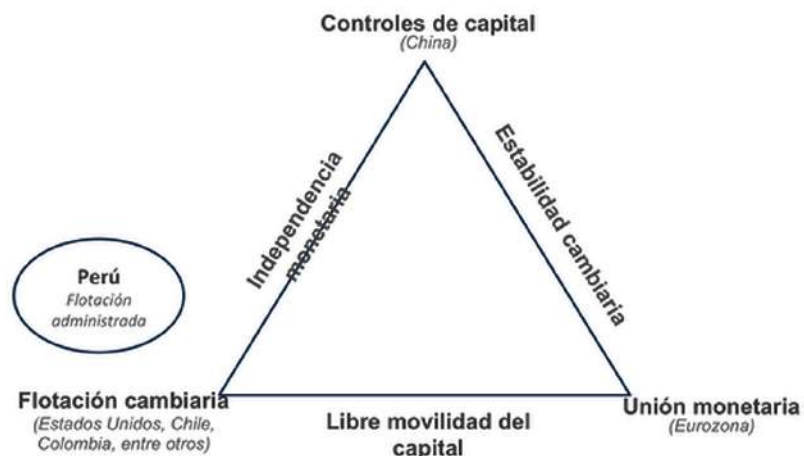 Controles de capital
(China)
Independencia
monetaria
Estabilidad cambiaria
Perú
Flotación
administrada
Flotación cambiaria
(Estados Unidos, Chile,
Colombia, entre otros)
Libre movilidad del
capital
Unión monetaria
(Eurozona)